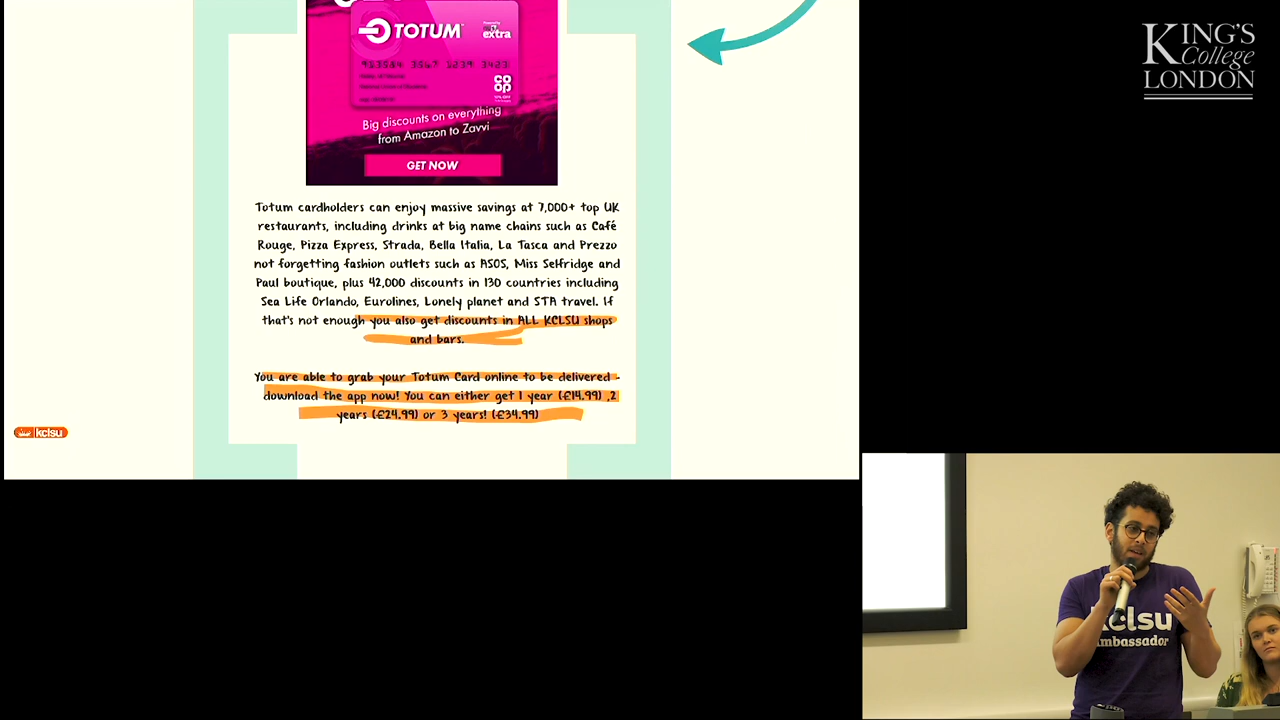 TOTUM
extra
CO
OP
Big discounts on everything
from Amazon to Zavvi
GET NOW
Totum cardholders can enjoy massive savings at 7,000+ top UK
restaurants, including drinks at big name chains such as Café
Rouge, Pizza Express, Strada, Bella Italia, La Tasca and Prezzo
not forgetting fashion outlets such as ASOS, Miss Selfridge and
Paul boutique, plus 42,000 discounts in 130 countries including
Sea Life Orlando, Eurolines, Lonely planet and STA travel. If
that's not enough you also get discounts in ALL KCLSU shops
and bars.
You are able to grab your Totum Card online to be delivered -
download the app now! You can either get 1 year (£14.99) ,2
years (£24.99) or 3 years! (£34.99)
kclsu
KING'S
College
LONDON
kclsu
ambassador